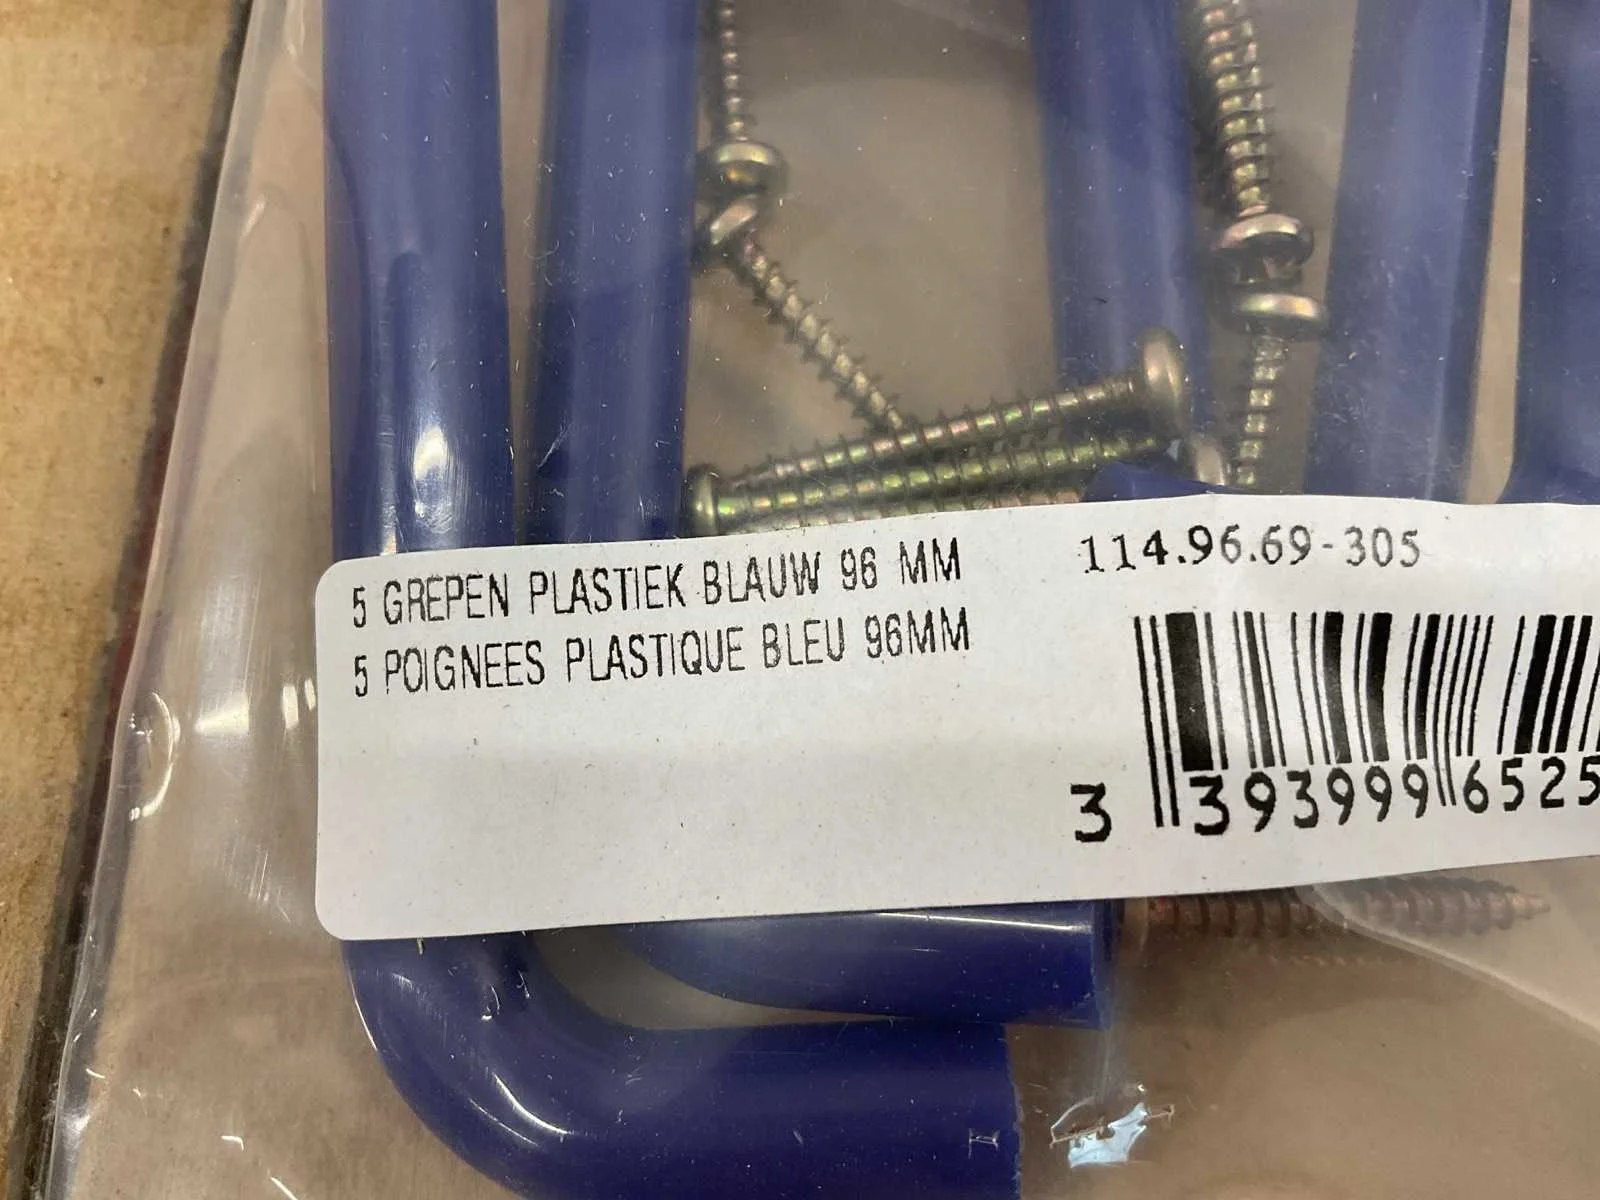 5 GREPEN PLASTIEK BLAUW 96 MM
5 POIGNEES PLASTIQUE BLEU 96MM
114.96.69-305
3 393999 6525